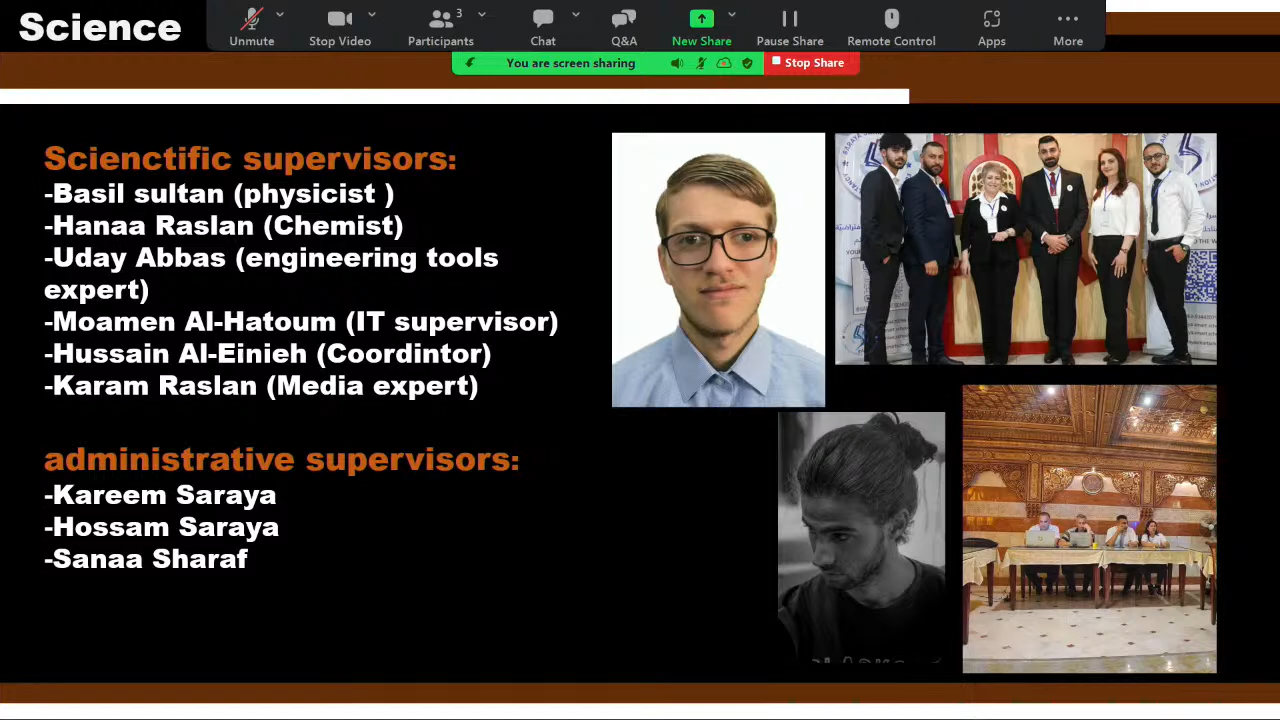 Science
Unmute
Stop Video
Participants
3
Chat
Q&A
New Share
Pause Share
Remote Control
Apps
More
You are screen sharing
Stop Share
Scienctific supervisors:
-Basil sultan (physicist )
-Hanaa Raslan (Chemist)
-Uday Abbas (engineering tools
expert)
-Moamen Al-Hatoum (IT supervisor)
-Hussain Al-Einieh (Coordintor)
-Karam Raslan (Media expert)
administrative supervisors:
-Kareem Saraya
-Hossam Saraya
-Sanaa Sharaf